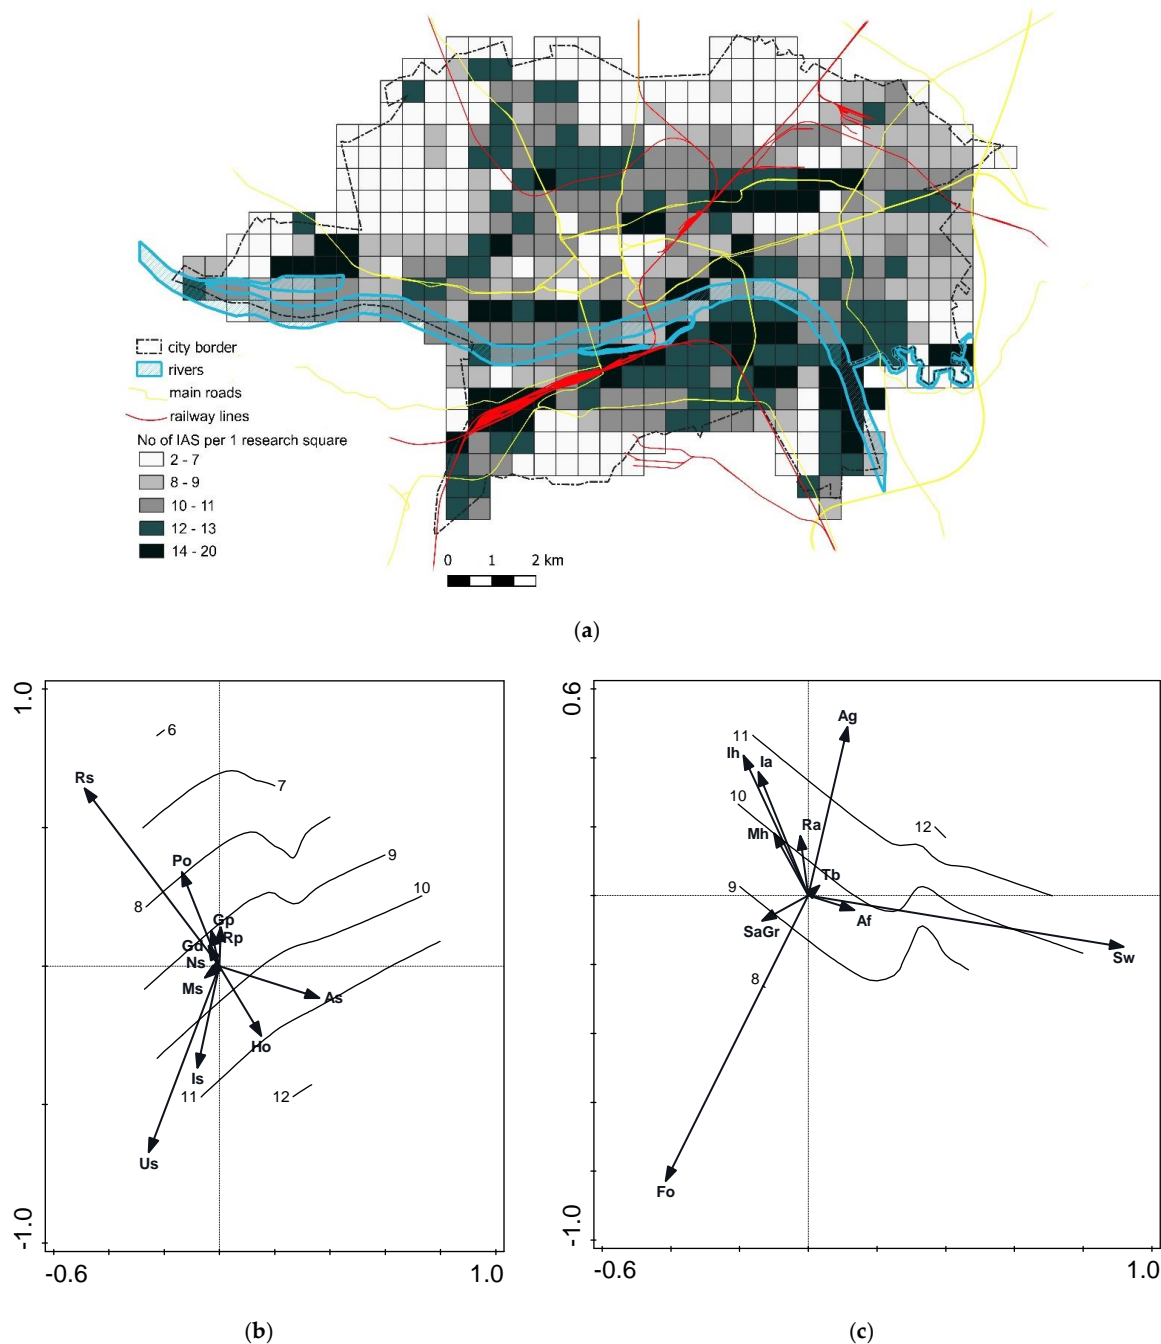 city border
rivers
main roads
railway lines
No of IAS per 1 research square
2 - 7
8 - 9
10 - 11
12 - 13
14 - 20
0 1 2 km
(a)
1.0
6
Rs
7
Po
9
8
10
Gp
Rp
Gd
Ns
Ms
As
Ho
Is
11
12
Us
-1.0
-0.6
1.0
(b)
0.6
Ag
11
Ih
Ia
10
12
Ra
Mh
Tb
9
Af
SaGr
Sw
8
Fo
-1.0
-0.6
1.0
(c)